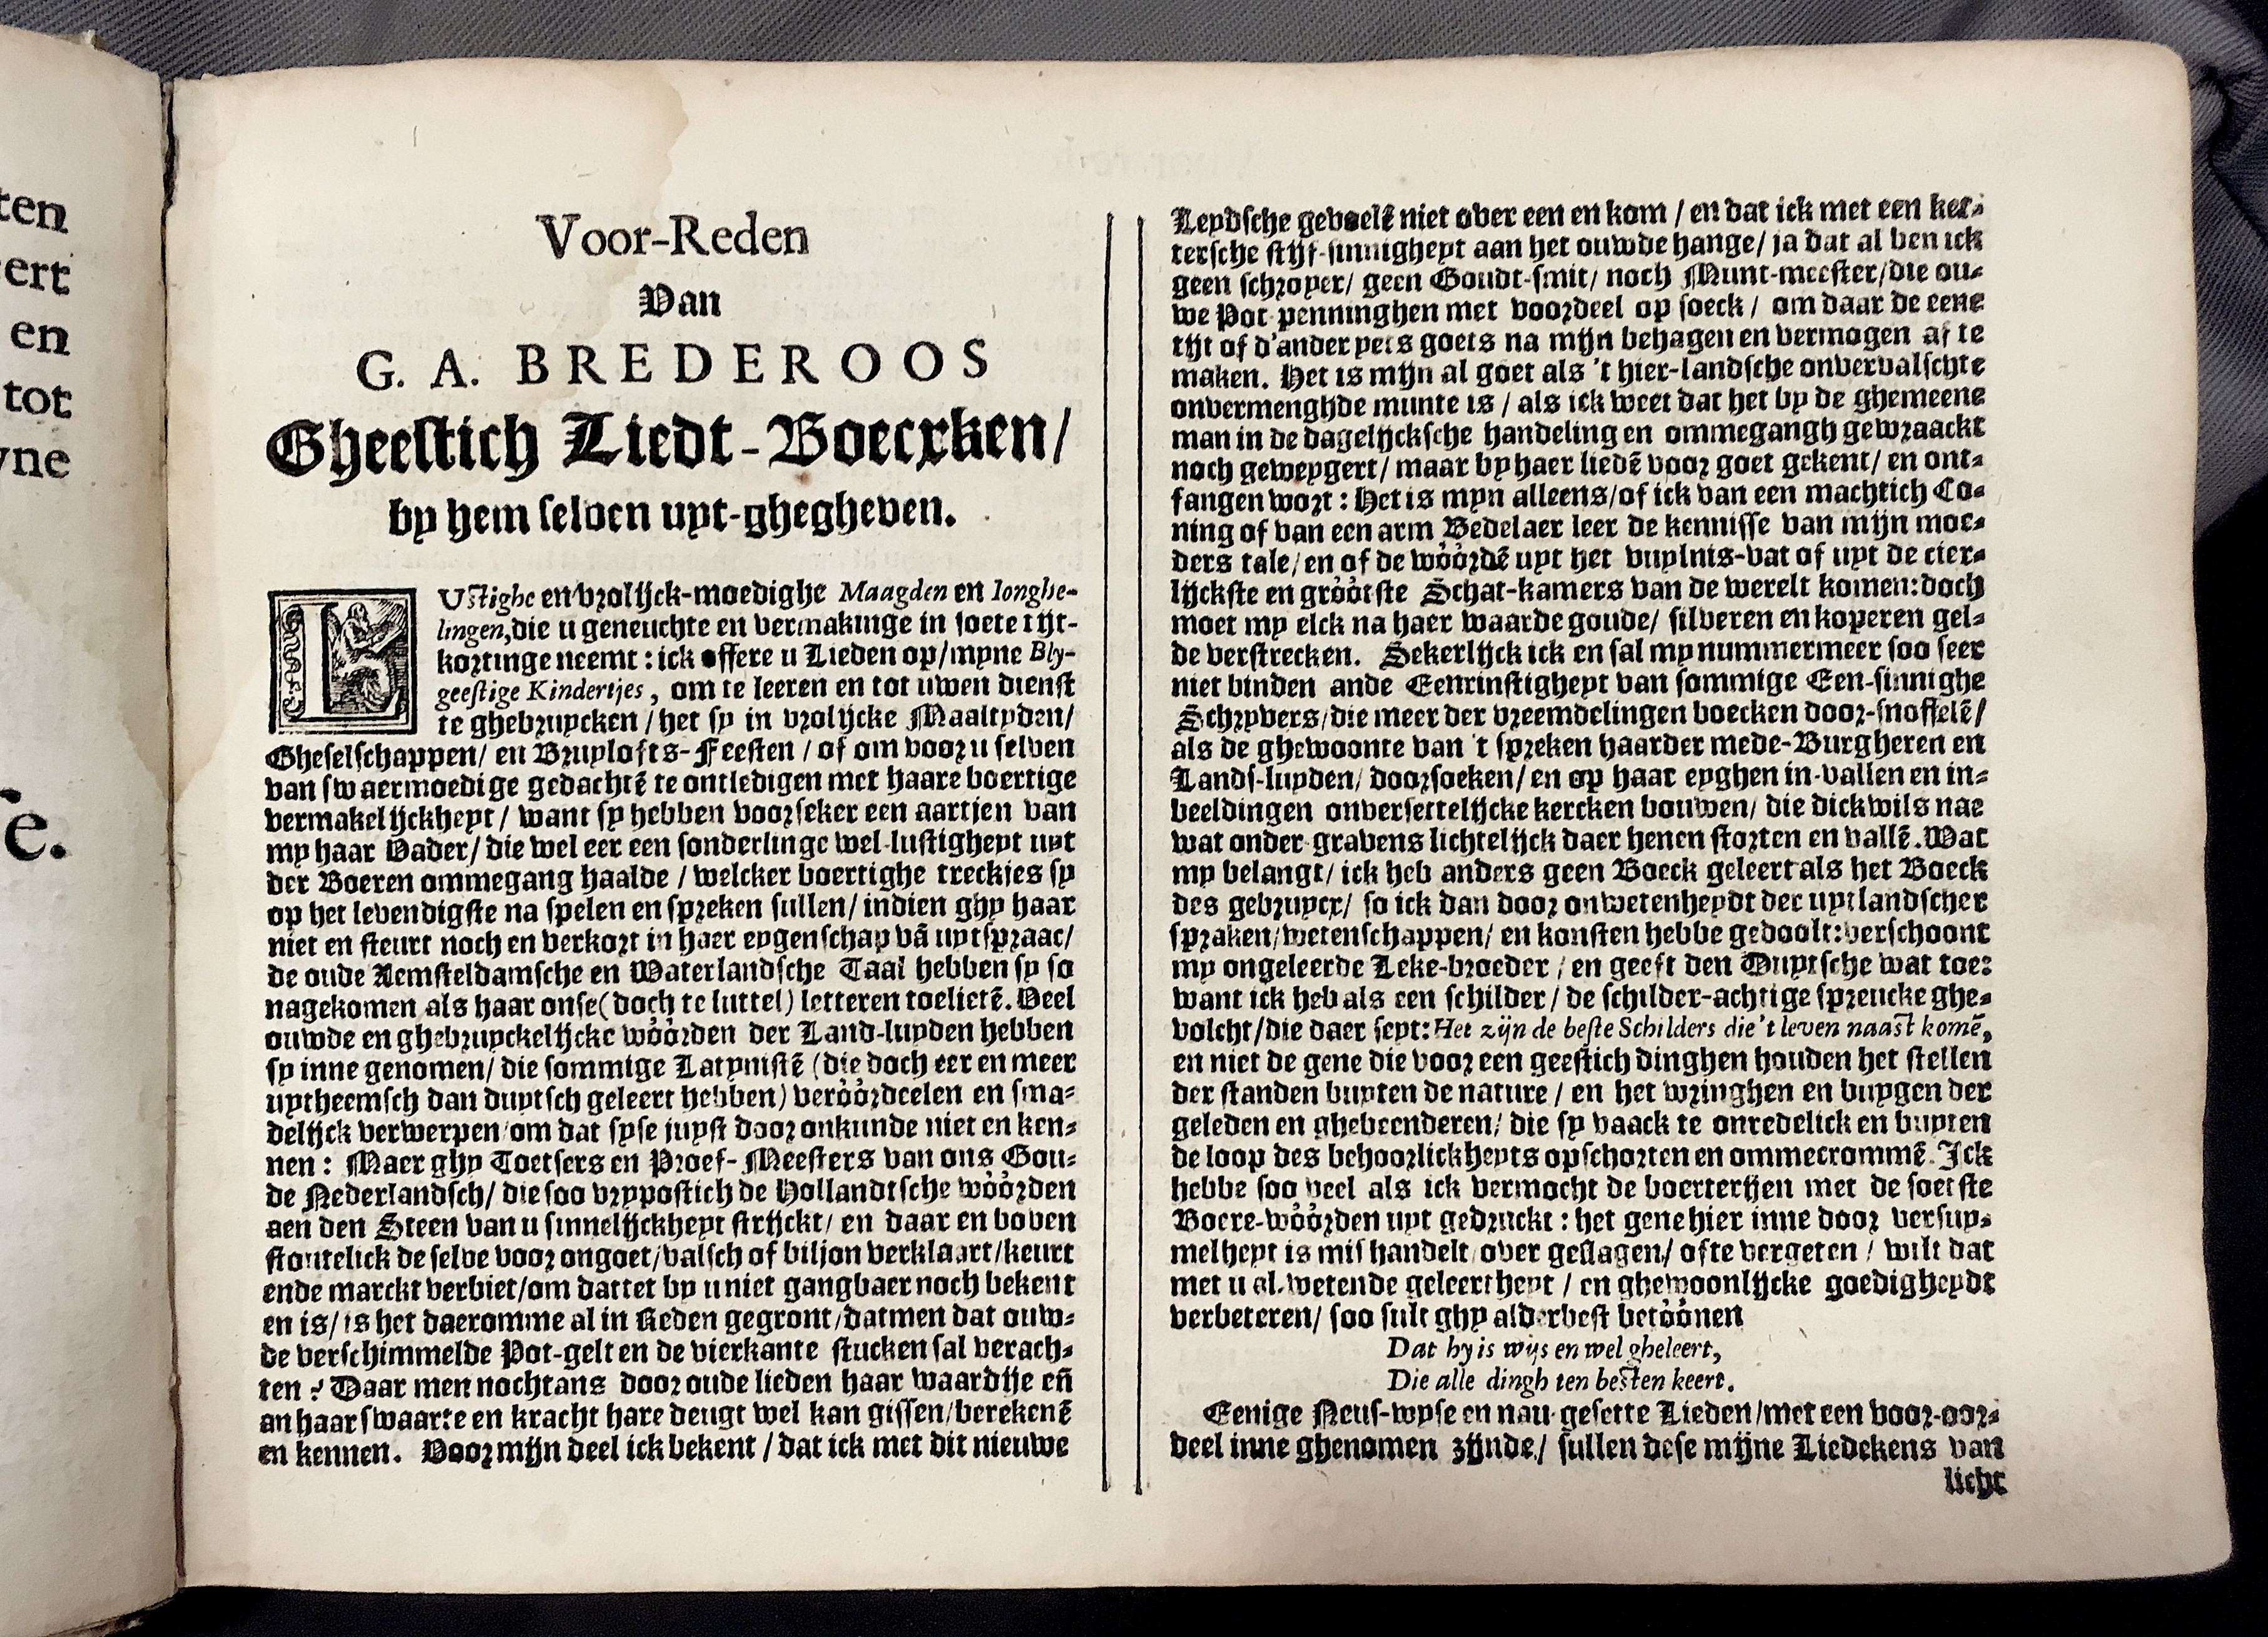 ten
ert
en
tot
yne
e.
Voor-Reden
Van
G. A. BREDEROOS
Gheestich Liedt-Boecxken/
by hem selven uyt-ghegheven.
LUstighe en vrolijck-moedighe Maagden en Ionghe-
lingen, die u geneuchte en vermakinge in soete tijt-
kortinge neemt : ick offere u Lieden op/ myne Bly-
geestige Kindertjes, om te leeren en tot uwen dienst
te ghebruycken / het sy in vrolijcke Maaltyden/
Gheselschappen/ en Bruylofts-Feesten / of om voor u selven
van swaermoedige gedachtē te ontledigen met haare boertige
vermakelijckheyt / want sy hebben voorseker een aartjen van
my haar Vader/ die wel eer een sonderlinge wel-lustigheyt uyt
der Boeren ommegang haalde / welcker boertighe treckjes sy
op het levendigste na spelen en spreken sullen/ indien ghy haar
niet en steurt noch en verkort in haer eygenschap vā uytspraac/
de oude Aemsteldamsche en Waterlandsche Taal hebben sy so
nagekomen als haar onse (doch te luttel) letteren toelietē. Veel
ouwde en ghebruyckelijcke wòòrden der Land-luyden hebben
sy inne genomen/ die sommige Latynistē (die doch eer en meer
uytheemsch dan duytsch geleert hebben) veròòrdeelen en sma-
delijck verwerpen/ om dat syse juyst door onkunde niet en ken-
nen : Maer ghy Toetsers en Proef-Meesters van ons Gou-
de Nederlandsch/ die soo vrypostich de Hollandtsche wòòrden
aen den Steen van u sinnelijckheyt strijckt/ en daar en boven
stoutelick de selve voor ongoet/ valsch of biljon verklaart/ keurt
ende marckt verbiet/ om dattet by u niet gangbaer noch bekent
en is/ is het daeromme al in Reden gegront/ datmen dat ouw-
de verschimmelde Pot-gelt en de vierkante stucken sal verach-
ten ? Daar men nochtans door oude lieden haar waardije eñ
an haar swaarte en kracht hare deugt wel kan gissen/ berekenē
en kennen. Voor mijn deel ick bekent / dat ick met dit nieuwe
Leydsche gevoelē niet over een en kom / en dat ick met een ket-
tersche stijf-sinnigheyt aan het ouwde hange/ ja dat al ben ick
geen schroyer/ geen Goudt-smit/ noch Munt-meester/ die ou-
we Pot-penninghen met voordeel op soeck / om daar de eene
tijt of d'ander yets goets na mijn behagen en vermogen af te
maken. Het is mijn al goet als 't hier-landsche onvervalschte
onvermenghde munte is / als ick weet dat het by de ghemeene
man in de dagelijcksche handeling en ommegangh gewraackt
noch geweygert/ maar by haer liedē voor goet gekent/ en ont-
fangen wort : Het is myn alleens/ of ick van een machtich Co-
ning of van een arm Bedelaer leer de kennisse van mijn moe-
ders tale/ en of de wòòrdē uyt het vuylnis-vat of uyt de cier-
lijckste en gròòtste Schat-kamers van de werelt komen: doch
moet my elck na haer waarde goude/ silveren en koperen gel-
de verstrecken. Sekerlijck ick en sal my nummermeer soo seer
niet binden ande Eenrinstigheyt van sommige Een-sinnighe
Schryvers/ die meer der vreemdelingen boecken door-snoffelē/
als de ghewoonte van 't spreken haarder mede-Burgheren en
Lands-luyden/ doorsoeken/ en op haar eyghen in-vallen en in-
beeldingen onversettelijcke kercken bouwen/ die dickwils nae
wat onder-gravens lichtelijck daer henen storten en vallē. Wat
my belangt/ ick heb anders geen Boeck geleert als het Boeck
des gebruycx/ so ick dan door onwetenheydt der uytlandscher
spraken/ wetenschappen/ en konsten hebbe gedoolt: verschoont
my ongeleerde Leke-broeder / en geeft den Duytsche wat toe:
want ick heb als een schilder / de schilder-achtige spreucke ghe-
volcht/ die daer seyt: Het zijn de beste Schilders die 't leven naast komē,
en niet de gene die voor een geestich dinghen houden het stellen
der standen buyten de nature / en het wringhen en buygen der
geleden en ghebeenderen/ die sy vaack te onredelick en buyten
de loop des behoorlickheyts opschorten en ommecrommē. Ick
hebbe soo veel als ick vermocht de boerterijen met de soetste
Boere-wòòrden uyt gedruckt : het gene hier inne door versuy-
melheyt is mishandelt/ over geslagen/ ofte vergeten / wilt dat
met u al-wetende geleertheyt / en ghewoonlijcke goedigheydt
verbeteren/ soo sult ghy alderbest betòònen
Dat hy is wijs en wel gheleert,
Die alle dingh ten besten keert.
Eenige Neus-wyse en nau-gesette Lieden/ met een voor-oor-
deel inne ghenomen zijnde/ sullen dese mijne Liedekens van
licht